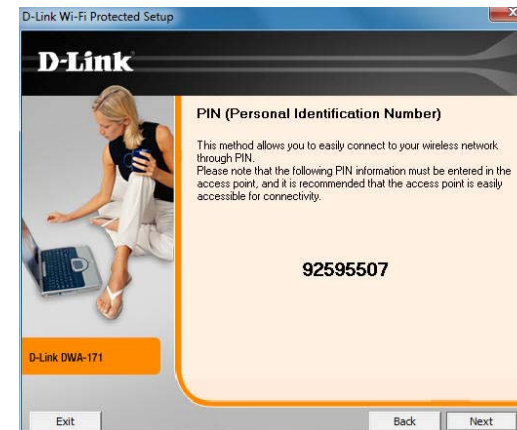 D-Link Wi-Fi Protected Setup
D-Link
PIN (Personal Identification Number)
This method allows you to easily connect to your wireless network
through PIN.
Please note that the following PIN information must be entered in the
access point, and it is recommended that the access point is easily
accessible for connectivity.
92595507
D-Link DWA-171
Exit
Back
Next